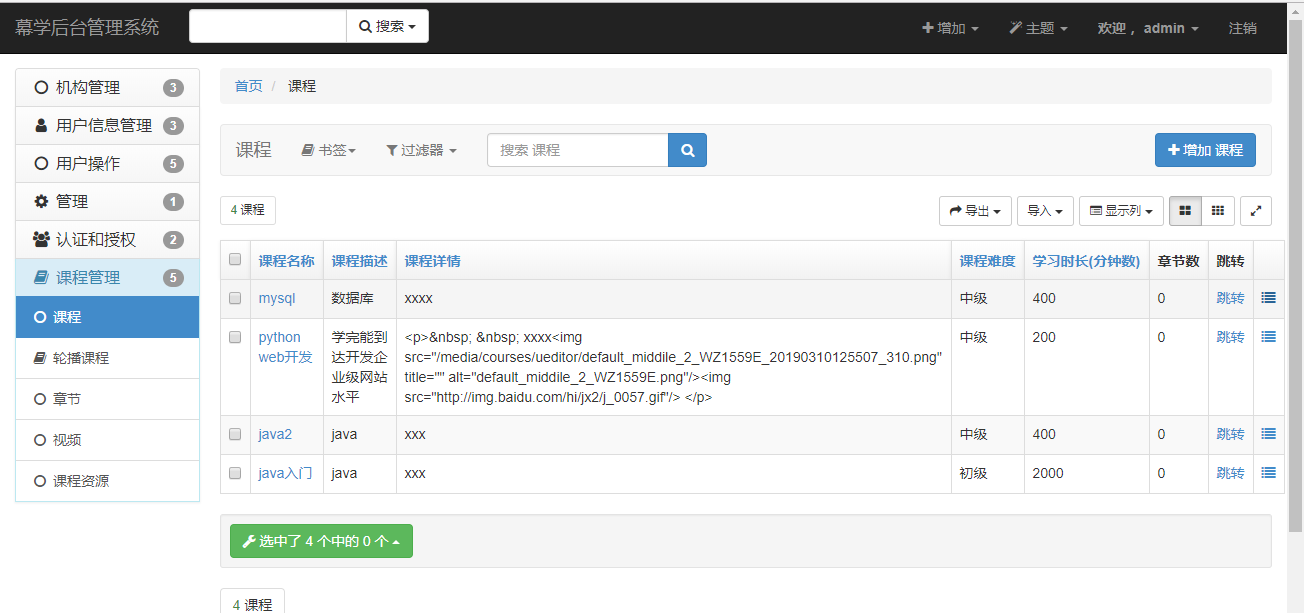 幕学后台管理系统 搜索 增加 主题 欢迎， admin 注销
机构管理 3
用户信息管理 3
用户操作 5
管理 1
认证和授权 2
课程管理 5
课程
轮播课程
章节
视频
课程资源
首页 / 课程
课程 书签 过滤器 搜索 课程 增加 课程
4 课程 导出 导入 显示列
课程名称 课程描述 课程详情 课程难度 学习时长(分钟数) 章节数 跳转
mysql 数据库 xxxx 中级 400 0 跳转
python web开发 学完能到达开发企业级网站水平 <p>&nbsp; &nbsp; xxxx<img 中级 200 0 跳转
src="/media/courses/ueditor/default_middile_2_WZ1559E_20190310125507_310.png"
title="" alt="default_middile_2_WZ1559E.png"/><img
src="http://img.baidu.com/hi/jx2/j_0057.gif"/> </p>
java2 java xxx 中级 400 0 跳转
java入门 java xxx 初级 2000 0 跳转
选中了 4 个中的 0 个
4 课程